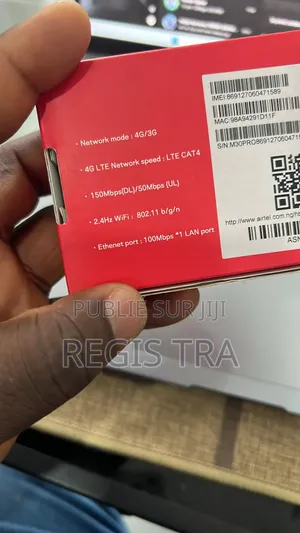 · Network mode : 4G/3G
· 4G LTE Network speed : LTE CAT4
· 150Mbps(DL)/50Mbps (UL)
· 2.4Hz WiFi : 802.11 b/g/n
· Ethenet port : 100Mbps *1 LAN port
IMEI:869127060471589
MAC:98A94291D11F
S/N:M30PRO869127060471589
http://www.airtel.com.ng/h
ASN
PUBLIE SUR JIJI
REGIS TRA